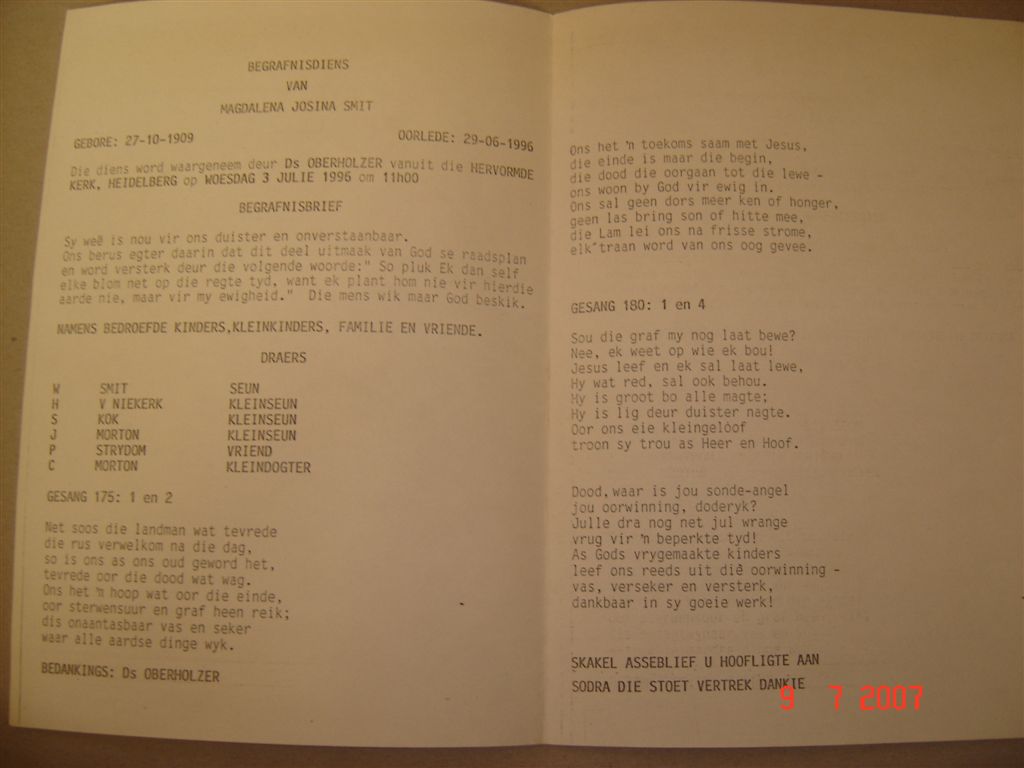 BEGRAFNISDIENS
VAN
MAGDALENA JOSINA SMIT
GEBORE: 27-10-1909 OORLEDE: 29-06-1996
Die diens word waargeneem deur Ds OBERHOLZER vanuit die HERVORMDE
KERK, HEIDELBERG op WOESDAG 3 JULIE 1996 om 11h00
BEGRAFNISBRIEF
Sy weë is nou vir ons duister en onverstaanbaar.
Ons berus egter daarin dat dit deel uitmaak van God se raadsplan
en word versterk deur die volgende woorde:" So pluk Ek dan self
elke blom net op die regte tyd, want ek plant hom nie vir hierdie
aarde nie, maar vir my ewigheid." Die mens wik maar God beskik.
NAMENS BEDROEFDE KINDERS,KLEINKINDERS, FAMILIE EN VRIENDE.
DRAERS
W SMIT SEUN
H V NIEKERK KLEINSEUN
S KOK KLEINSEUN
J MORTON KLEINSEUN
P STRYDOM VRIEND
C MORTON KLEINDOGTER
GESANG 175: 1 en 2
Net soos die landman wat tevrede
die rus verwelkom na die dag,
so is ons as ons oud geword het,
tevrede oor die dood wat wag.
Ons het 'n hoop wat oor die einde,
oor sterwensuur en graf heen reik;
dis onaantasbaar vas en seker
waar alle aardse dinge wyk.
BEDANKINGS: Ds OBERHOLZER
Ons het 'n toekoms saam met Jesus,
die einde is maar die begin,
die dood die oorgaan tot die lewe -
ons woon by God vir ewig in.
Ons sal geen dors meer ken of honger,
geen las bring son of hitte mee,
die Lam lei ons na frisse strome,
elk traan word van ons oog gevee.
GESANG 180: 1 en 4
Sou die graf my nog laat bewe?
Nee, ek weet op wie ek bou!
Jesus leef en ek sal laat lewe,
Hy wat red, sal ook behou.
Hy is groot bo alle magte;
Hy is lig deur duister nagte.
Oor ons eie kleingeloof
troon sy trou as Heer en Hoof.
Dood, waar is jou sonde-angel
jou oorwinning, doderyk?
Julle dra nog net jul wrange
vrug vir 'n beperkte tyd!
As Gods vrygemaakte kinders
leef ons reeds uit dié oorwinning -
vas, verseker en versterk,
dankbaar in sy goeie werk!
SKAKEL ASSEBLIEF U HOOFLIGTE AAN
SODRA DIE STOET VERTREK DANKIE
9 7 2007